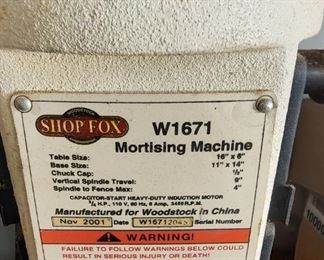 SHOP FOX
W1671
Mortising Machine
Table Size: 16" x 6"
Base Size: 11" x 14"
Chuck Cap: ½"
Vertical Spindle Travel: 9"
Spindle to Fence Max: 4"
CAPACITOR-START HEAVY-DUTY INDUCTION MOTOR
H.P., 110 V, 60 Hz, 8 Amp, 3450 R.P.M.
Manufactured for Woodstock in China
Nov 2001 Date W1671 Serial Number
WARNING!
FAILURE TO FOLLOW WARNINGS BELOW COULD
RESULT IN SERIOUS INJURY OR DEATH!